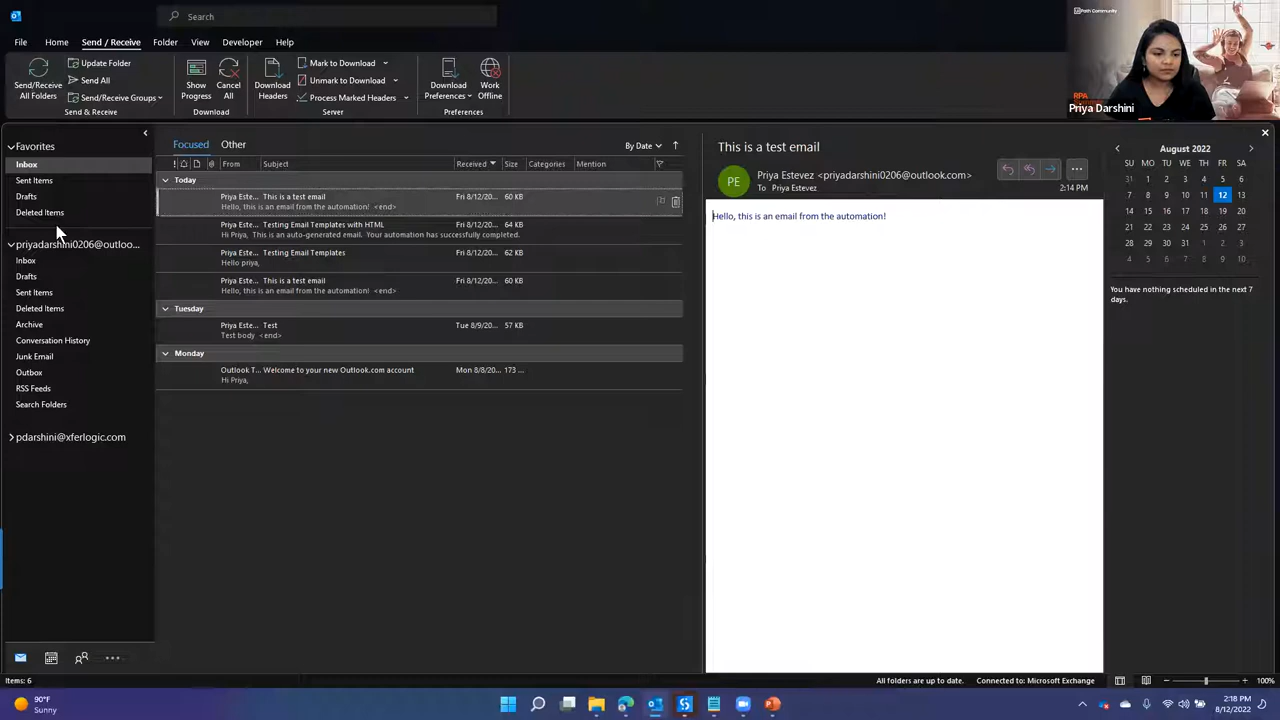 Search
File Home Send / Receive Folder View Developer Help
Send/Receive
All Folders
Update Folder
Send All
Send/Receive Groups
Send & Receive
Show
Progress
Cancel
All
Download
Download
Headers
Mark to Download
Unmark to Download
Process Marked Headers
Server
Download
Preferences
Work
Offline
Preferences
Path Community
RPA
Priya Darshini
Favorites
Inbox
Sent Items
Drafts
Deleted Items
priyadarshini0206@outloo...
Inbox
Drafts
Sent Items
Deleted Items
Archive
Conversation History
Junk Email
Outbox
RSS Feeds
Search Folders
pdarshini@xferlogic.com
Focused Other By Date
From Subject Received Size Categories Mention
Today
Priya Este... This is a test email Fri 8/12/20... 60 KB
Hello, this is an email from the automation! <end>
Priya Este... Testing Email Templates with HTML Fri 8/12/20... 64 KB
Hi Priya, This is an auto-generated email. Your automation has successfully completed.
Priya Este... Testing Email Templates Fri 8/12/20... 62 KB
Hello priya,
Priya Este... This is a test email Fri 8/12/20... 60 KB
Hello, this is an email from the automation! <end>
Tuesday
Priya Este... Test Tue 8/9/20... 57 KB
Test body <end>
Monday
Outlook T... Welcome to your new Outlook.com account Mon 8/8/20... 173 ...
Hi Priya,
This is a test email
PE
Priya Estevez <priyadarshini0206@outlook.com>
To Priya Estevez
2:14 PM
Hello, this is an email from the automation!
August 2022
SU MO TU WE TH FR SA
31 1 2 3 4 5 6
7 8 9 10 11 12 13
14 15 16 17 18 19 20
21 22 23 24 25 26 27
28 29 30 31 1 2 3
4 5 6 7 8 9 10
You have nothing scheduled in the next 7
days.
Items: 6
All folders are up to date. Connected to: Microsoft Exchange 100%
90°F
Sunny
2:18 PM
8/12/2022